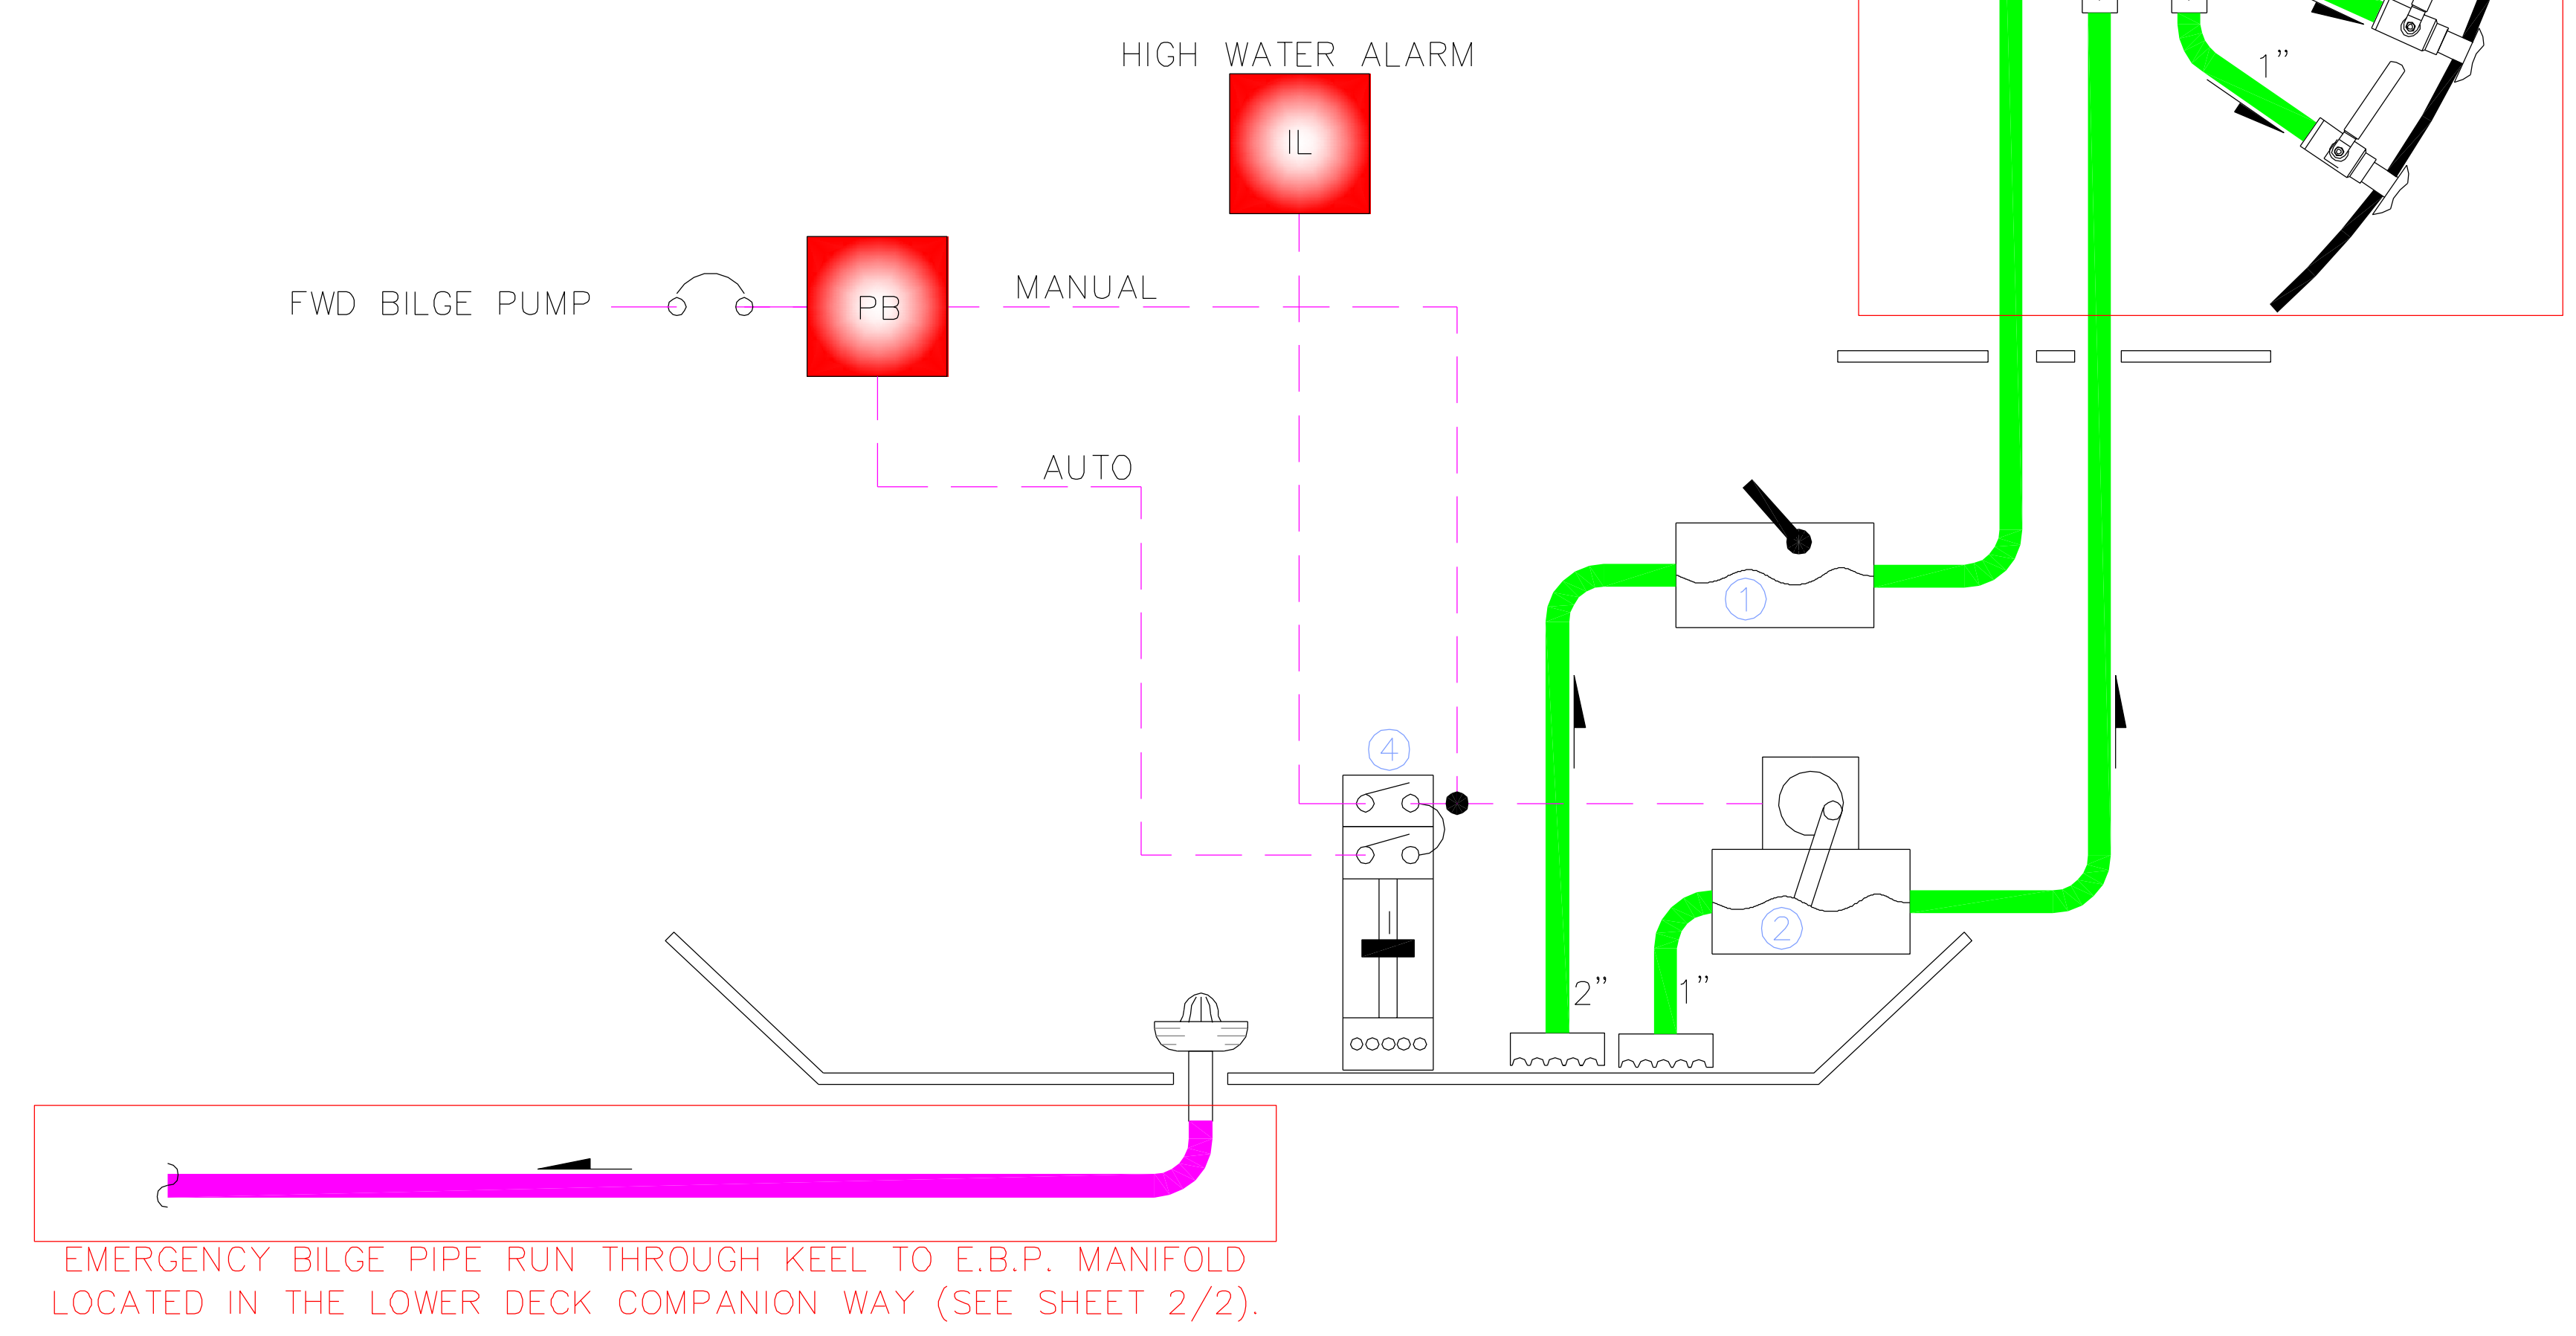 HIGH WATER ALARM
IL
1”
FWD BILGE PUMP
PB
MANUAL
AUTO
1
4
2
2”
1”
EMERGENCY BILGE PIPE RUN THROUGH KEEL TO E.B.P. MANIFOLD
LOCATED IN THE LOWER DECK COMPANION WAY (SEE SHEET 2/2).